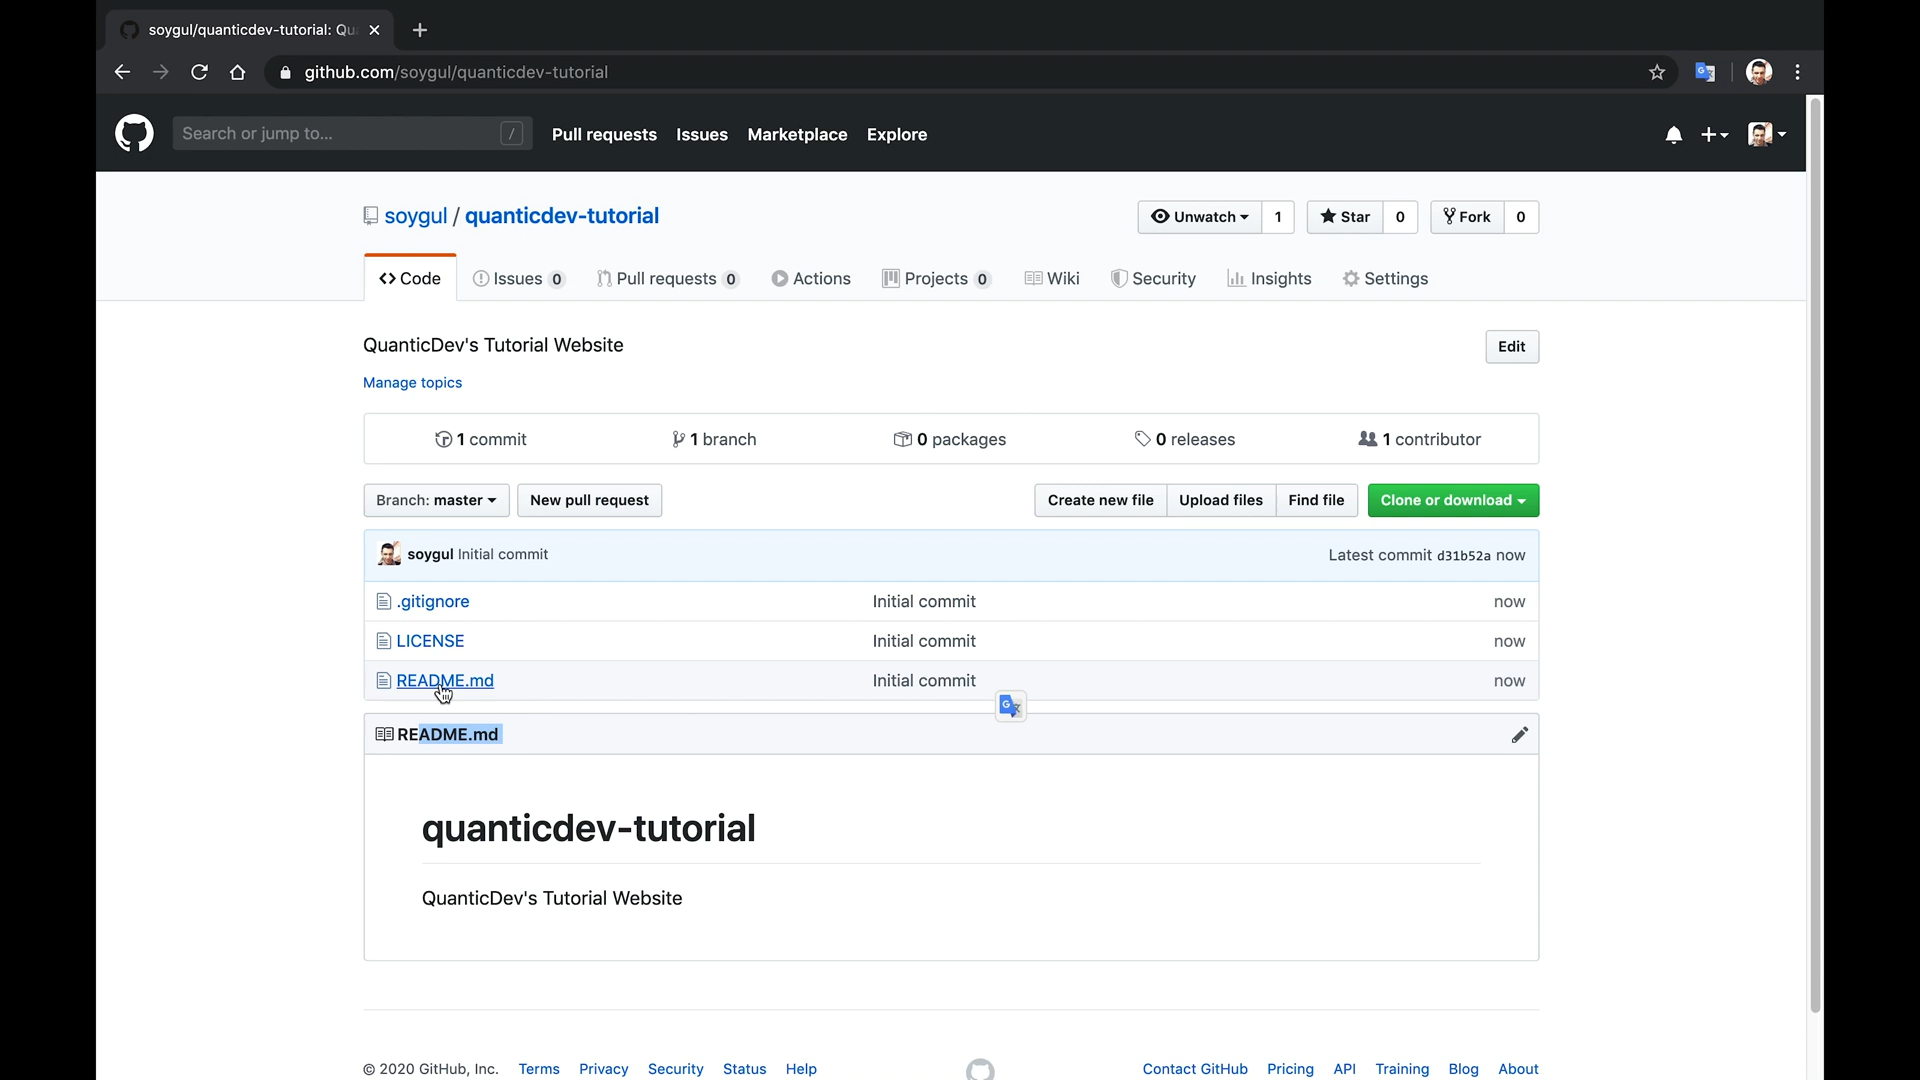 soygul/quanticdev-tutorial: Qu
github.com/soygul/quanticdev-tutorial
Search or jump to... /
Pull requests Issues Marketplace Explore
soygul / quanticdev-tutorial
Unwatch 1 Star 0 Fork 0
Code Issues 0 Pull requests 0 Actions Projects 0 Wiki Security Insights Settings
QuanticDev's Tutorial Website
Edit
Manage topics
1 commit 1 branch 0 packages 0 releases 1 contributor
Branch: master New pull request Create new file Upload files Find file Clone or download
soygul Initial commit Latest commit d31b52a now
.gitignore Initial commit now
LICENSE Initial commit now
README.md Initial commit now
README.md
quanticdev-tutorial
QuanticDev's Tutorial Website
© 2020 GitHub, Inc. Terms Privacy Security Status Help Contact GitHub Pricing API Training Blog About